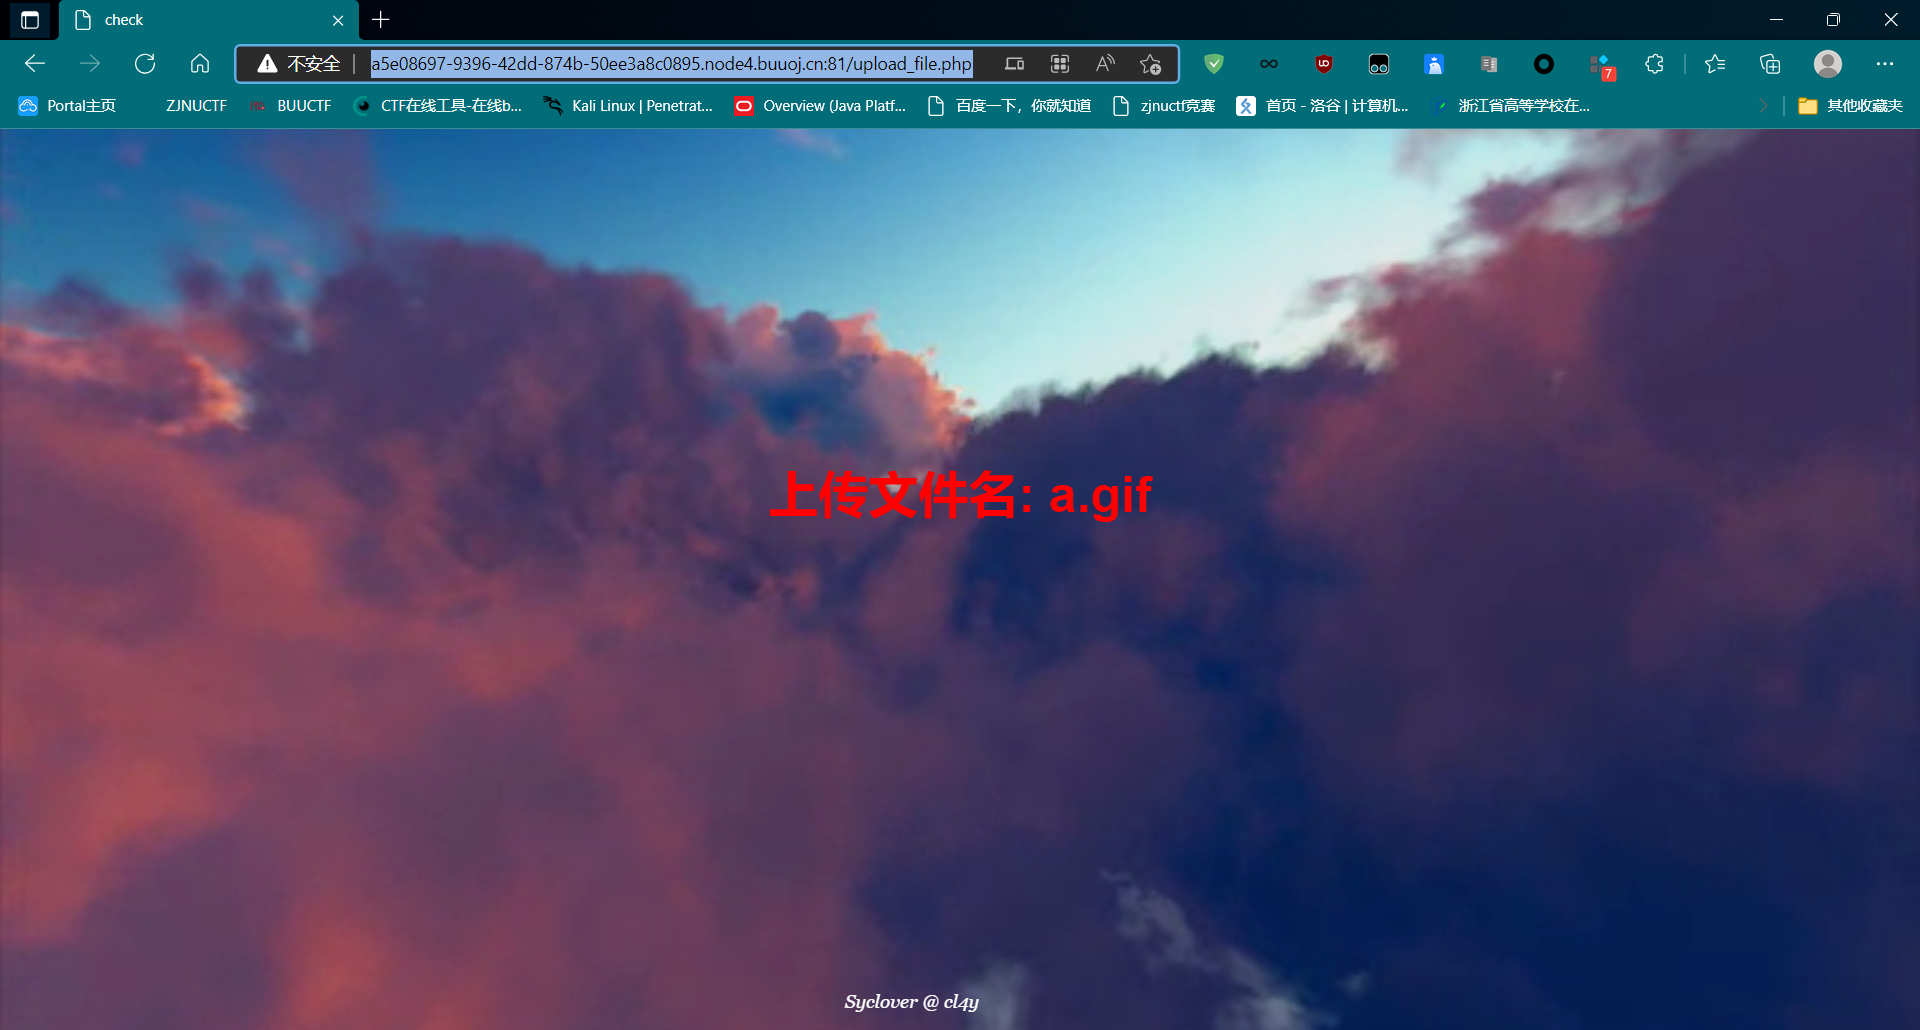 check
不安全
a5e08697-9396-42dd-874b-50ee3a8c0895.node4.buuoj.cn:81/upload_file.php
7
Portal主页 ZJNUCTF BUUCTF CTF在线工具-在线b... Kali Linux | Penetrat... Overview (Java Platf... 百度一下，你就知道 zjnuctf竞赛 首页 - 洛谷 | 计算机... 浙江省高等学校在... 其他收藏夹
上传文件名: a.gif
Syclover @ cl4y